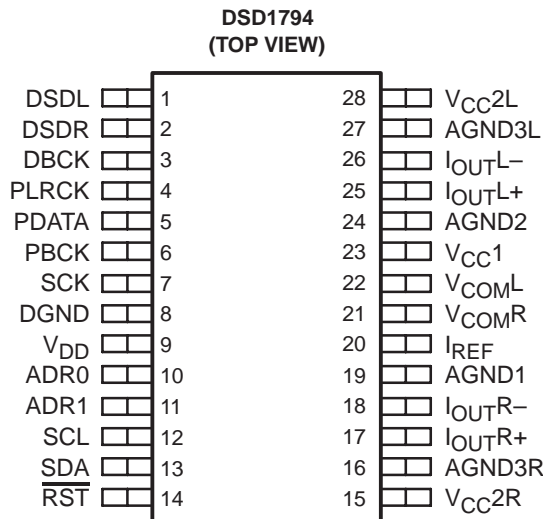 DSD1794
(TOP VIEW)
DSDL 1 28 VCC2L
DSDR 2 27 AGND3L
DBCK 3 26 IOUTL–
PLRCK 4 25 IOUTL+
PDATA 5 24 AGND2
PBCK 6 23 VCC1
SCK 7 22 VCOML
DGND 8 21 VCOMR
VDD 9 20 IREF
ADR0 10 19 AGND1
ADR1 11 18 IOUTR–
SCL 12 17 IOUTR+
SDA 13 16 AGND3R
RST 14 15 VCC2R